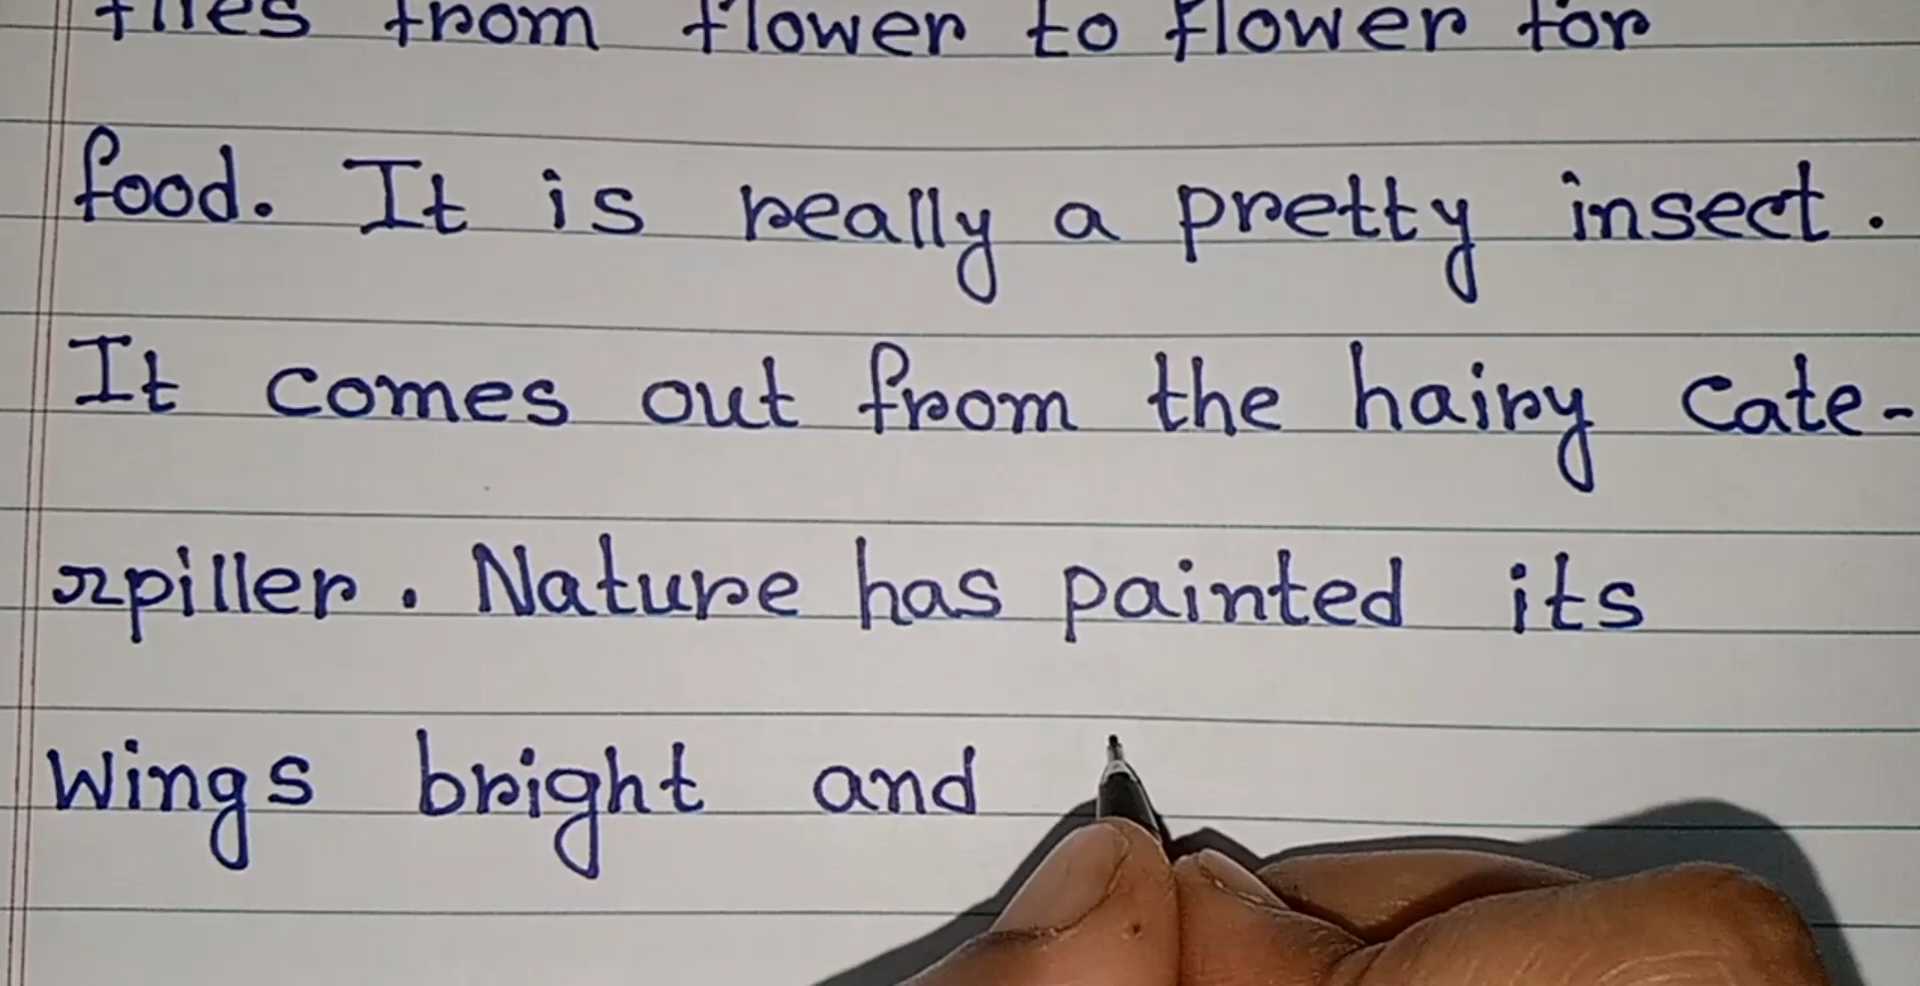 flies from flower to flower for
food. It is really a pretty insect.
It comes out from the hairy cate-
rpiller. Nature has painted its
wings bright and